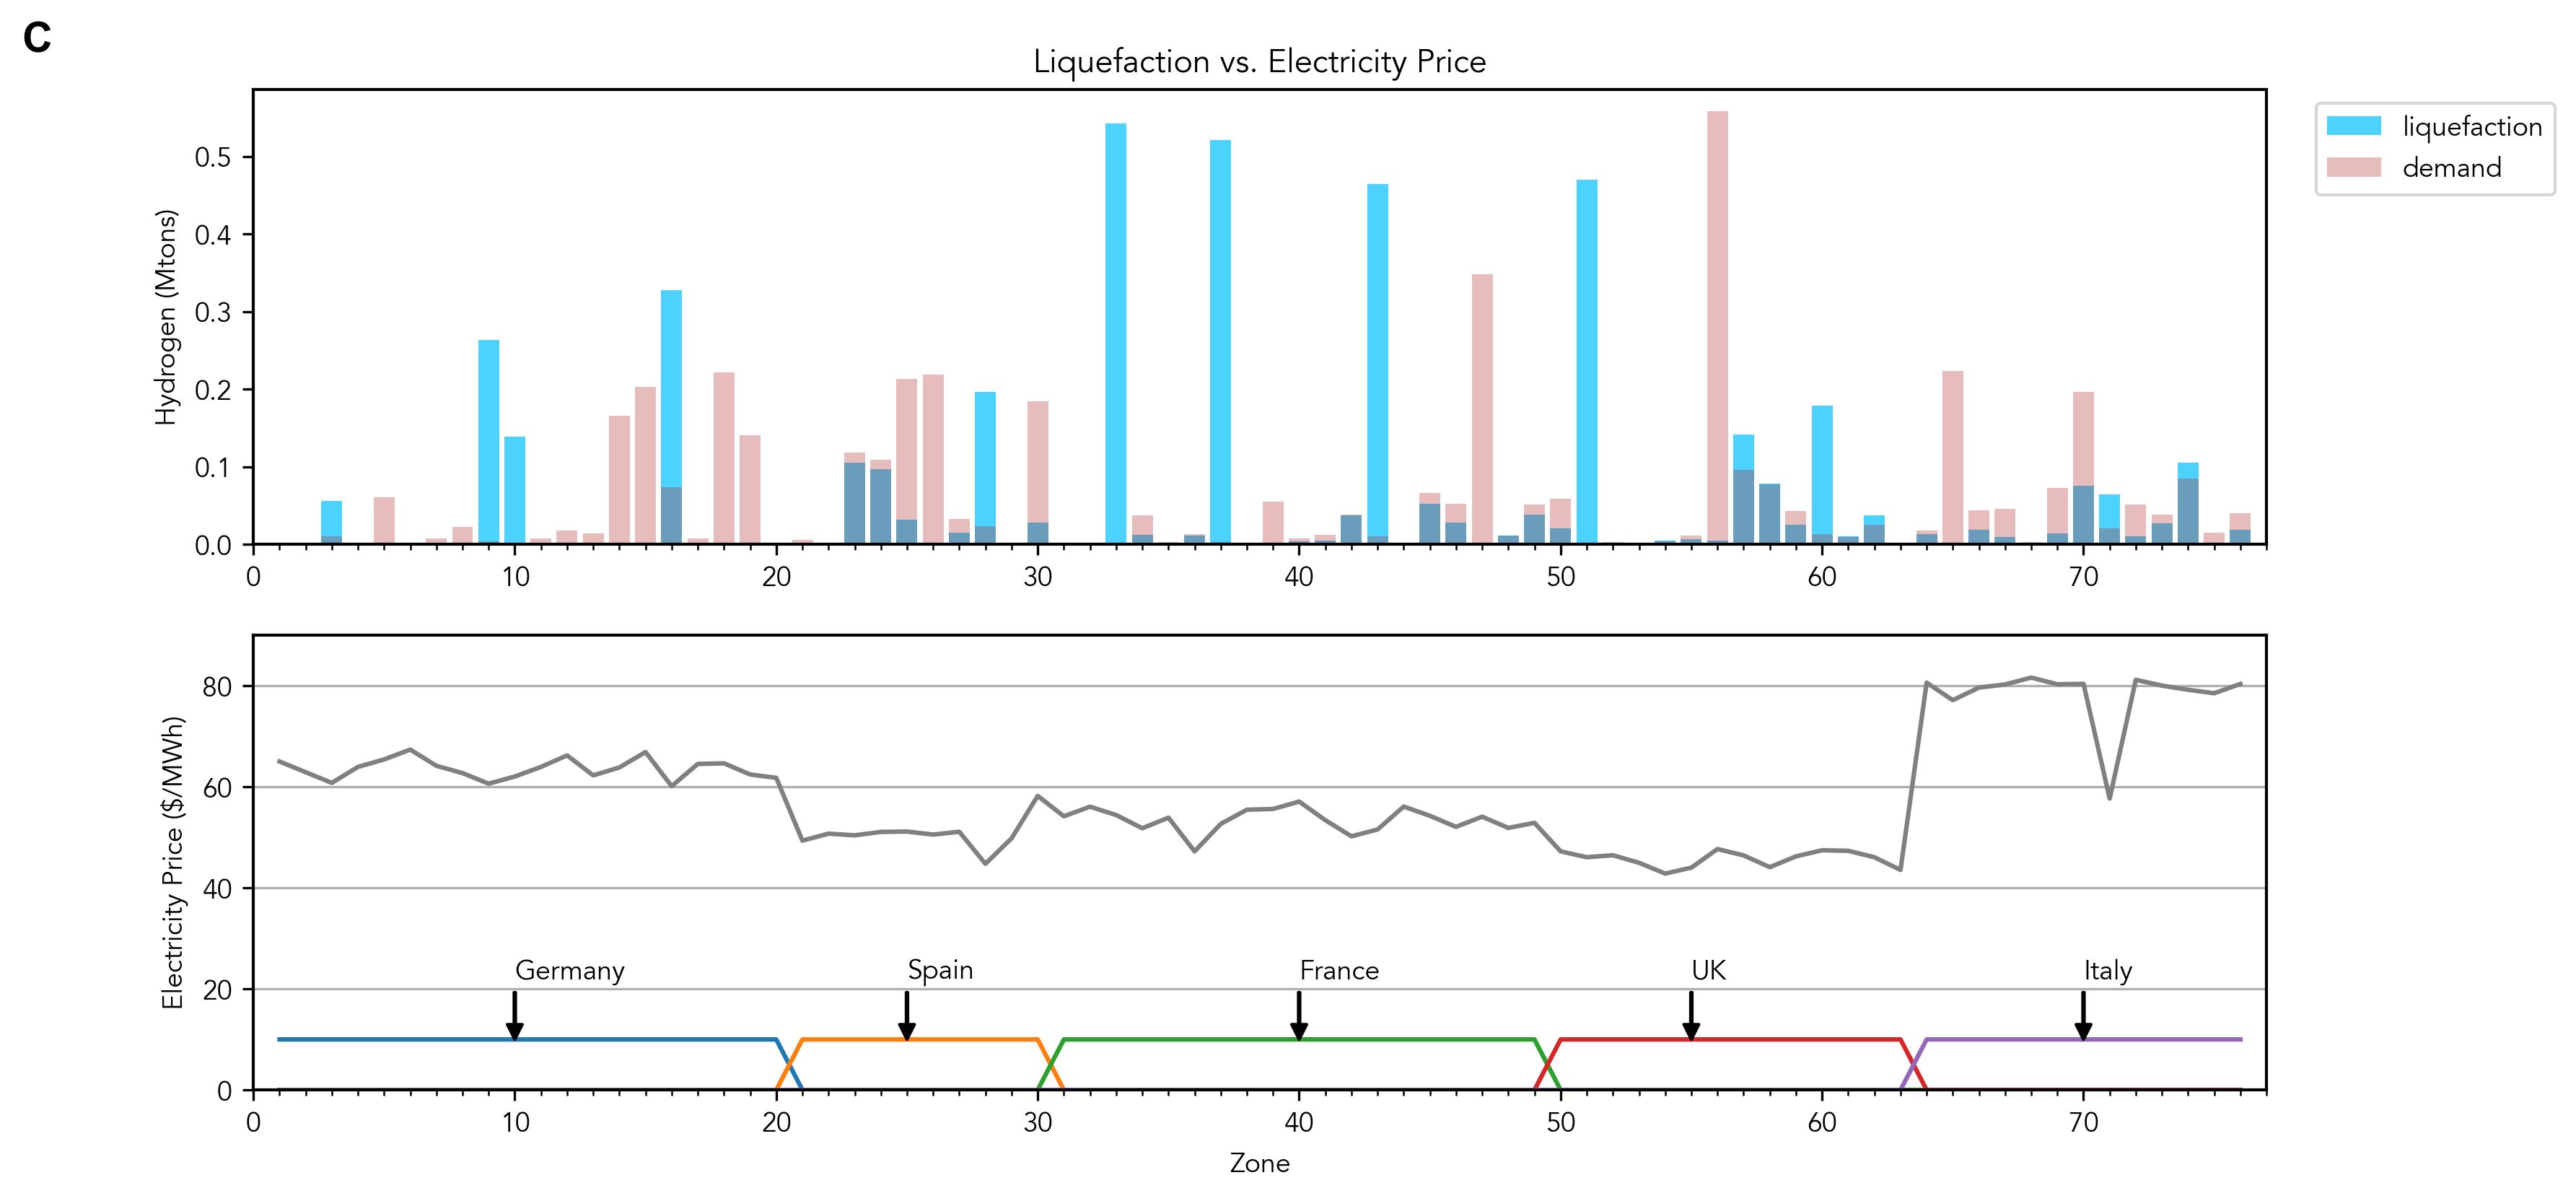 C
Liquefaction vs. Electricity Price
liquefaction
demand
Hydrogen (Mtons)
0.5
0.4
0.3
0.2
0.1
0.0
0 10 20 30 40 50 60 70
Electricity Price ($/MWh)
80
60
40
20
0
Germany Spain France UK Italy
0 10 20 30 40 50 60 70
Zone